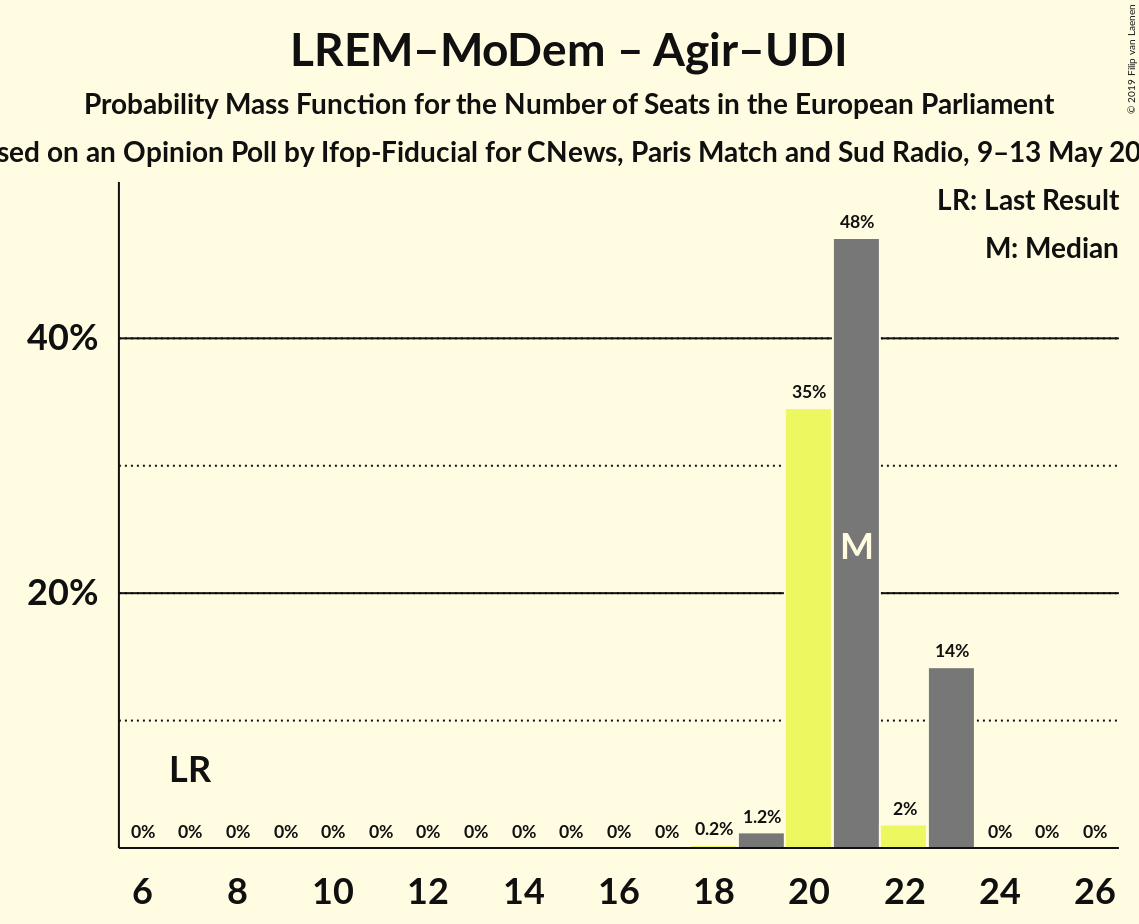 LREM–MoDem – Agir–UDI
Probability Mass Function for the Number of Seats in the European Parliament
sed on an Opinion Poll by Ifop-Fiducial for CNews, Paris Match and Sud Radio, 9–13 May 20
© 2019 Filip van Laenen
LR: Last Result
M: Median
48%
40%
35%
M
20%
14%
LR
0% 0% 0% 0% 0% 0% 0% 0% 0% 0% 0% 0% 0.2% 1.2% 2% 0% 0% 0%
6 8 10 12 14 16 18 20 22 24 26